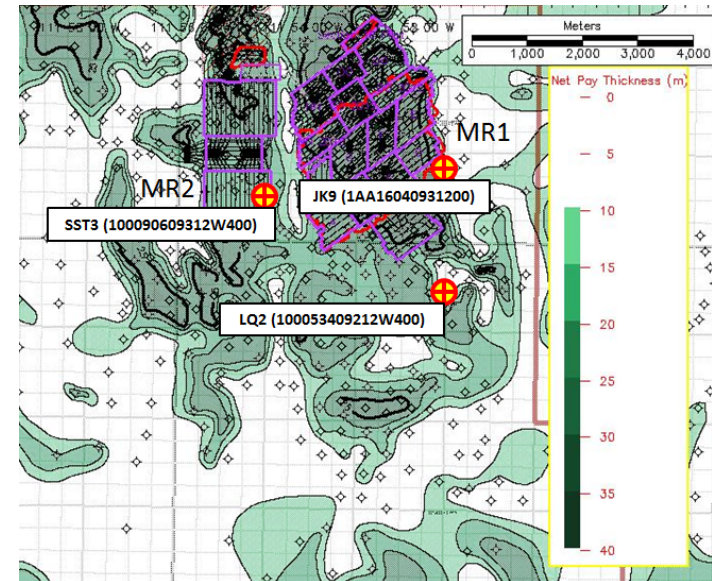 Meters
0 1,000 2,000 3,000 4,000
Net Pay Thickness (m)
0
5
10
15
20
25
30
35
40
MR1
MR2
JK9 (1AA16040931200)
SST3 (100090609312W400)
LQ2 (100053409212W400)